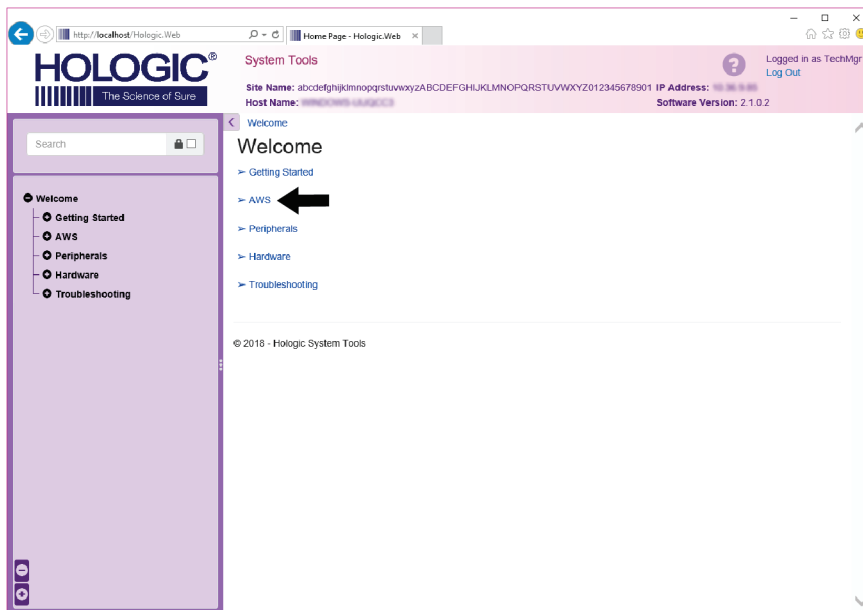 http://localhost/Hologic.Web
Home Page - Hologic.Web
HOLOGIC®
The Science of Sure
System Tools
Logged in as TechMgr
Log Out
Site Name: abcdefghijklmnopqrstuvwxyzABCDEFGHIJKLMNOPQRSTUVWXYZ012345678901 IP Address:
Host Name:
Software Version: 2.1.0.2
Search
Welcome
Getting Started
AWS
Peripherals
Hardware
Troubleshooting
Welcome
Welcome
➢ Getting Started
➢ AWS
➢ Peripherals
➢ Hardware
➢ Troubleshooting
© 2018 - Hologic System Tools